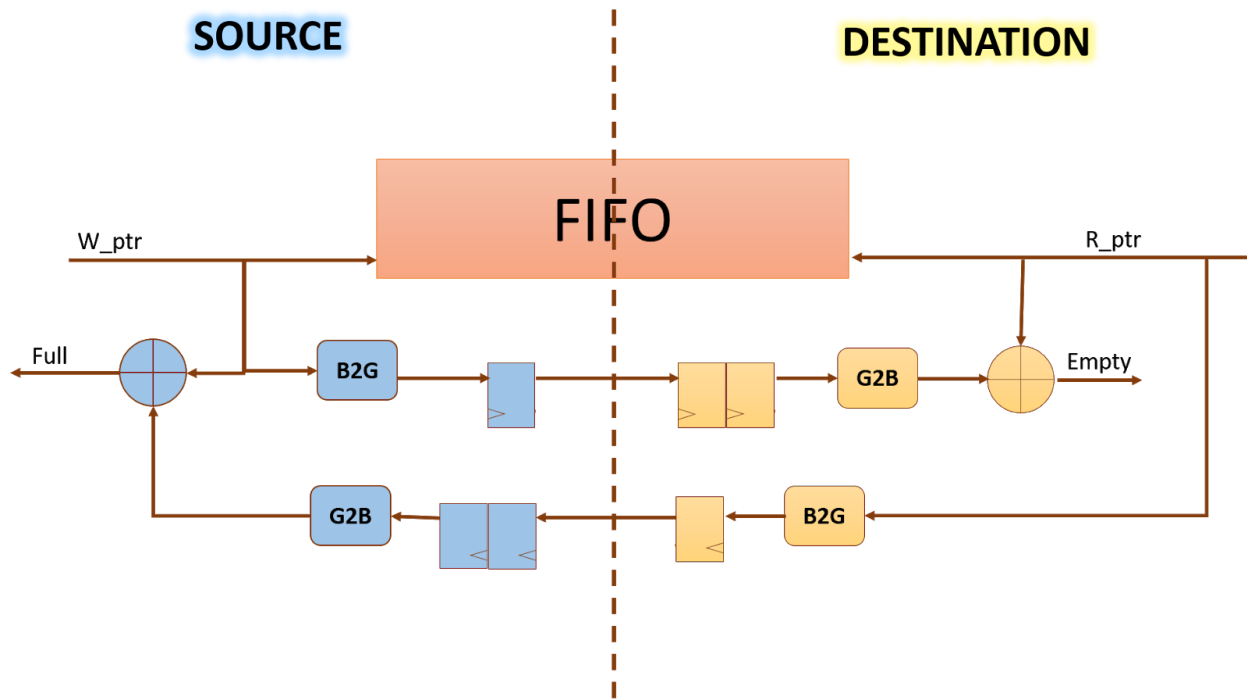 SOURCE
DESTINATION
FIFO
W_ptr
R_ptr
Full
B2G
G2B
Empty
G2B
B2G